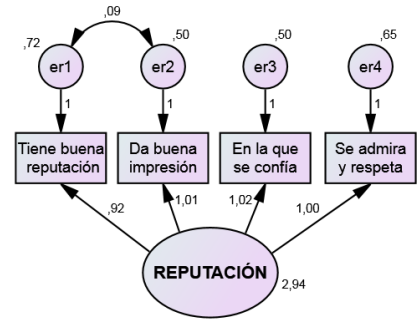 ,09
,72
,50
,50
,65
er1
er2
er3
er4
1
1
1
1
Tiene buena
reputación
Da buena
impresión
En la que
se confía
Se admira
y respeta
,92
1,01
1,02
1,00
REPUTACIÓN
2,94